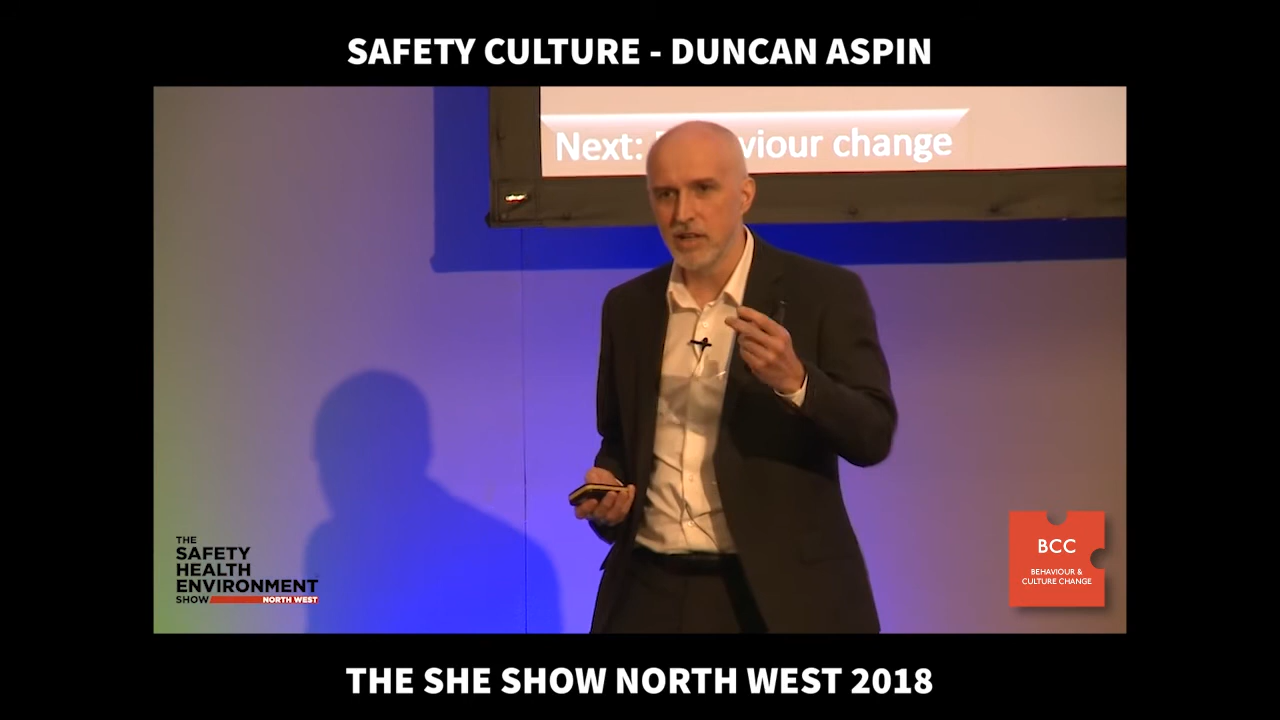 SAFETY CULTURE - DUNCAN ASPIN
Next: viour change
THE
SAFETY
HEALTH
ENVIRONMENT
SHOW NORTH WEST
BCC
BEHAVIOUR &
CULTURE CHANGE
THE SHE SHOW NORTH WEST 2018